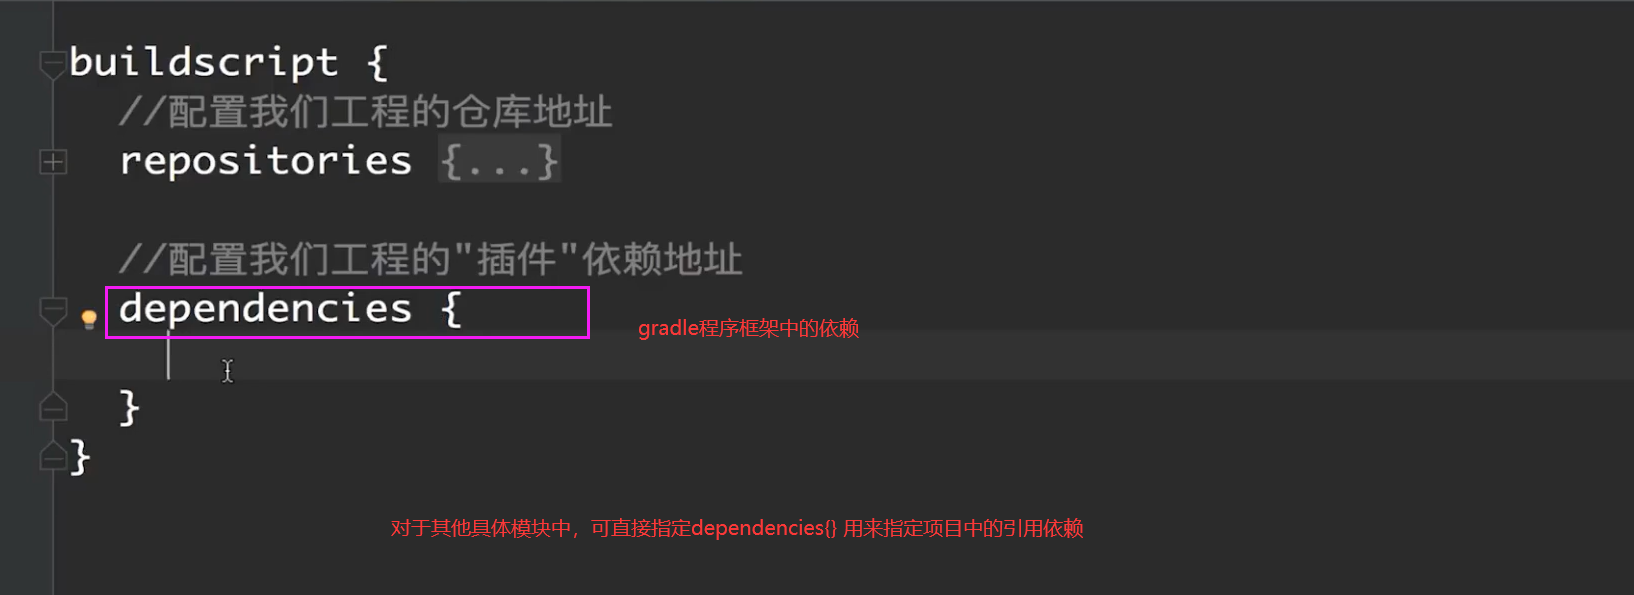 buildscript {
//配置我们工程的仓库地址
repositories {...}
//配置我们工程的"插件"依赖地址
dependencies {
gradle程序框架中的依赖
}
}
对于其他具体模块中，可直接指定dependencies{} 用来指定项目中的引用依赖